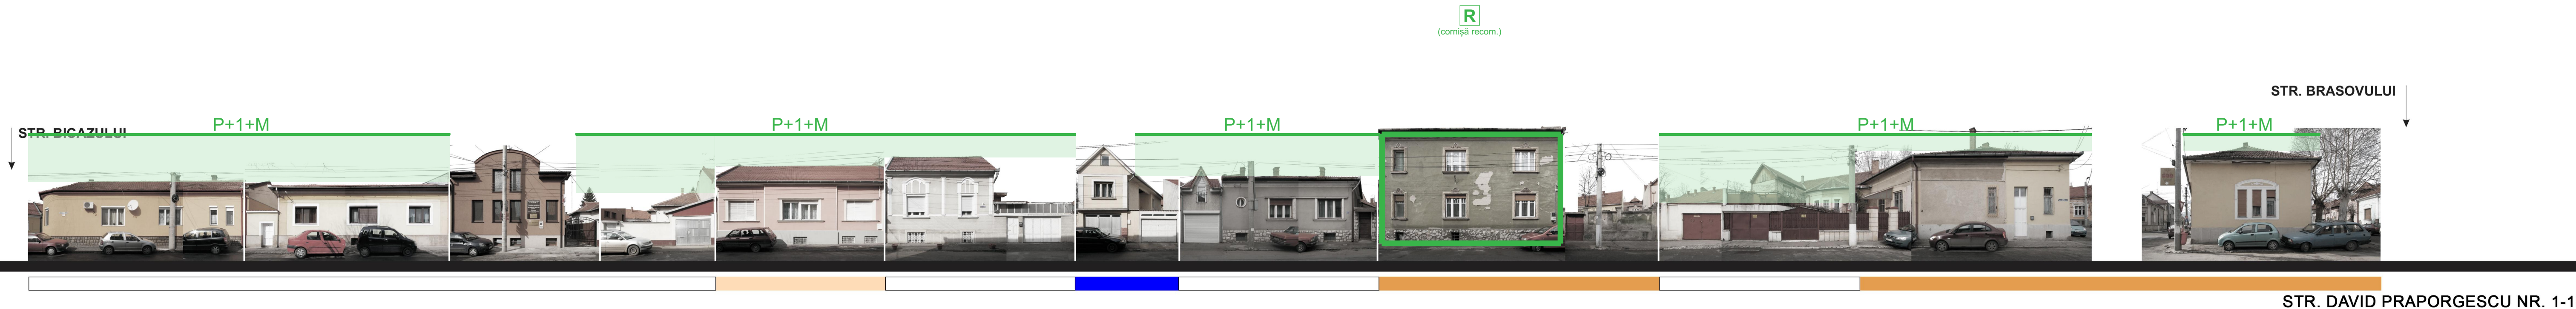 R
(cornișă recom.)
STR. BRASOVULUI
STR. BICAZULUI
P+1+M
P+1+M
P+1+M
P+1+M
P+1+M
STR. DAVID PRAPORGESCU NR. 1-1